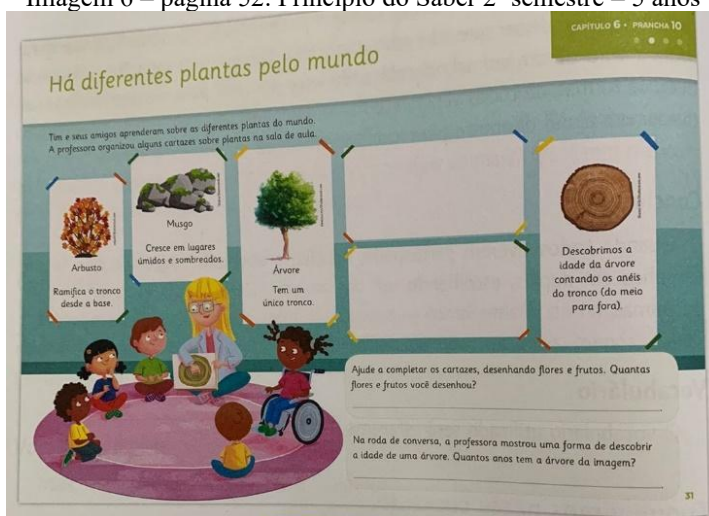 Imagem 6 – página 52: Princípio do Saber 2º semestre – 5 anos
CAPÍTULO 6 • PRANCHA 10
Há diferentes plantas pelo mundo
Tim e seus amigos aprenderam sobre as diferentes plantas do mundo.
A professora organizou alguns cartazes sobre plantas na sala de aula.
Arbusto
Ramifica o tronco
desde a base.
Musgo
Cresce em lugares
úmidos e sombreados.
Árvore
Tem um
único tronco.
Descobrimos a
idade da árvore
contando os anéis
do tronco (do meio
para fora).
Ajude a completar os cartazes, desenhando flores e frutos. Quantas
flores e frutos você desenhou?
Na roda de conversa, a professora mostrou uma forma de descobrir
a idade de uma árvore. Quantos anos tem a árvore da imagem?
31